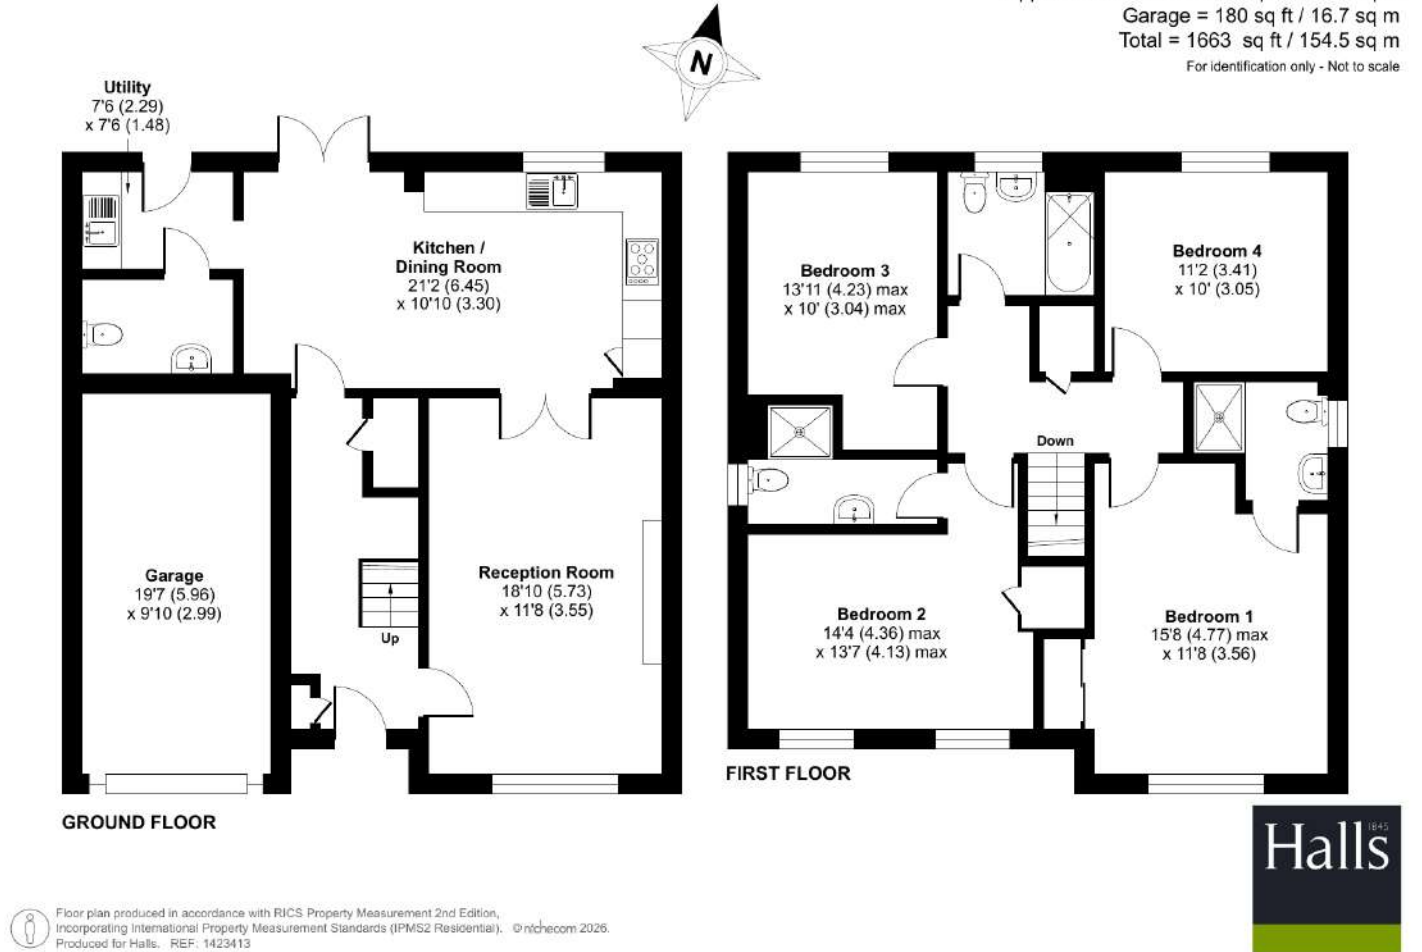 Garage = 180 sq ft / 16.7 sq m
Total = 1663 sq ft / 154.5 sq m
For identification only - Not to scale
N
Utility
7'6 (2.29)
x 7'6 (1.48)
Kitchen /
Dining Room
21'2 (6.45)
x 10'10 (3.30)
Garage
19'7 (5.96)
x 9'10 (2.99)
Reception Room
18'10 (5.73)
x 11'8 (3.55)
Up
GROUND FLOOR
Bedroom 3
13'11 (4.23) max
x 10' (3.04) max
Bedroom 4
11'2 (3.41)
x 10' (3.05)
Down
Bedroom 2
14'4 (4.36) max
x 13'7 (4.13) max
Bedroom 1
15'8 (4.77) max
x 11'8 (3.56)
FIRST FLOOR
1845
Halls
Floor plan produced in accordance with RICS Property Measurement 2nd Edition,
Incorporating International Property Measurement Standards (IPMS2 Residential). © nichecom 2026.
Produced for Halls. REF: 1423413